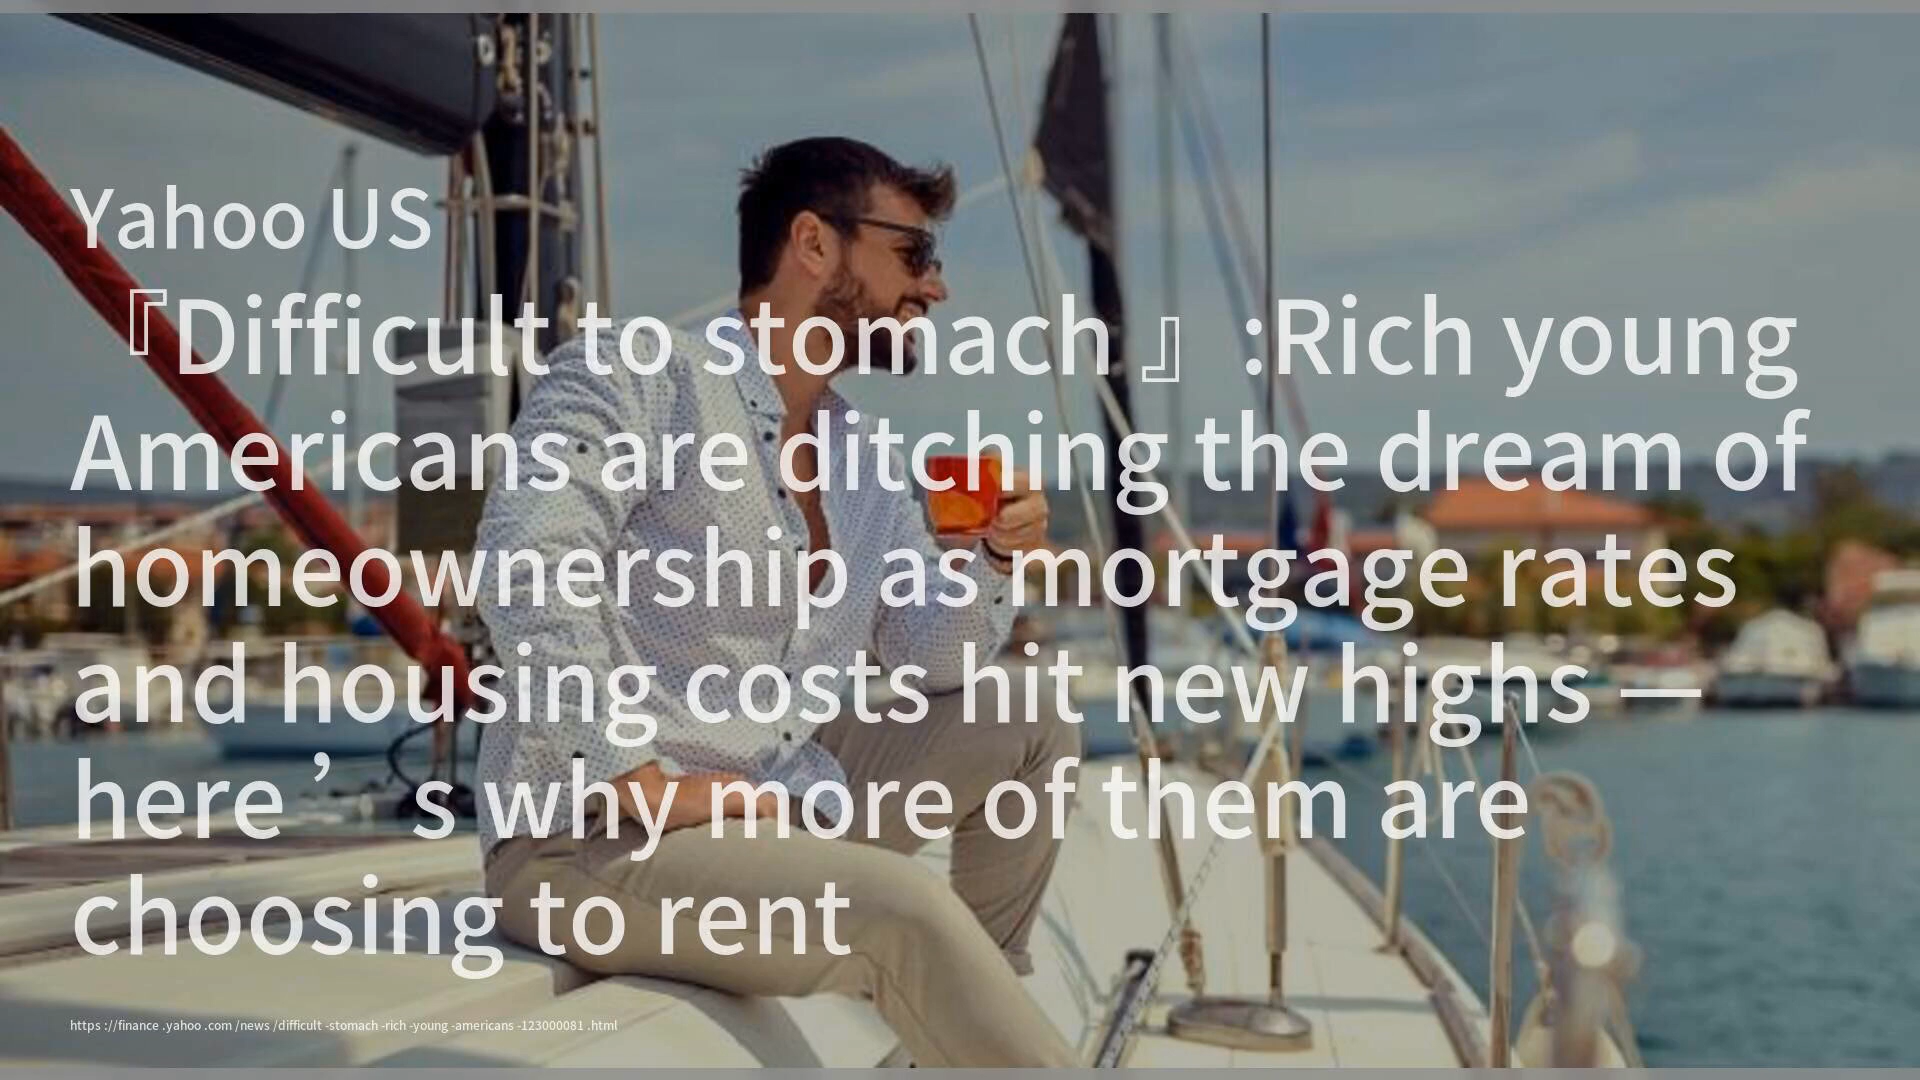 Yahoo US
『Difficult to stomach』:Rich young
Americans are ditching the dream of
homeownership as mortgage rates
and housing costs hit new highs —
here’s why more of them are
choosing to rent
https ://finance .yahoo .com /news /difficult -stomach -rich -young -americans -123000081 .html